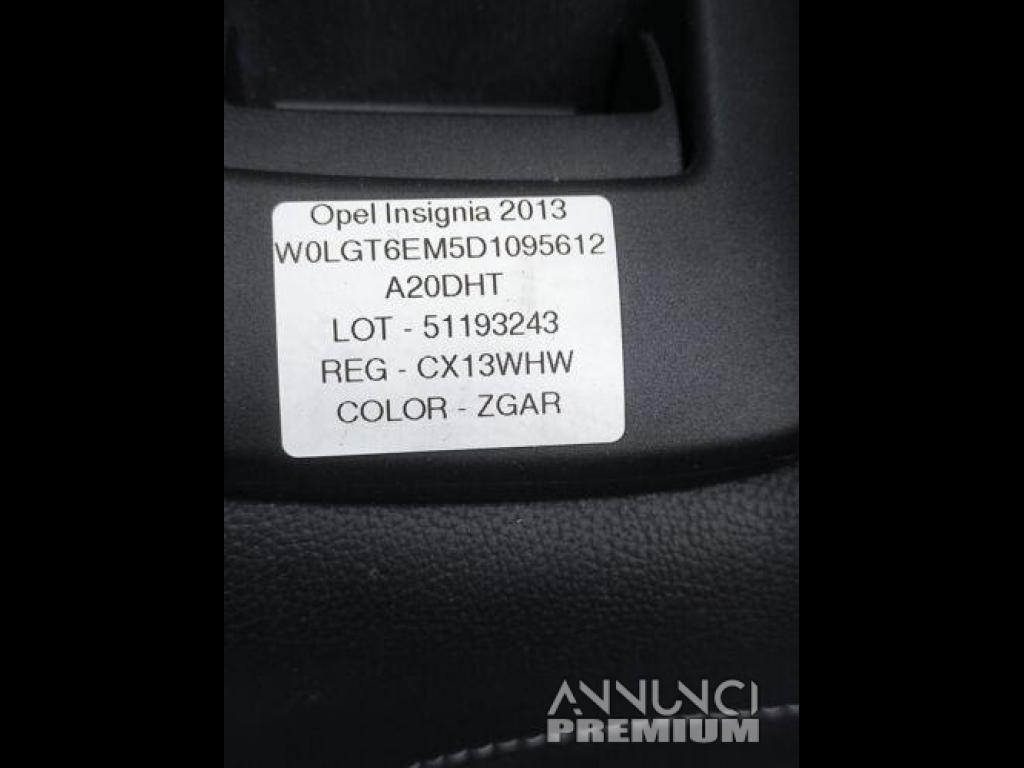 Opel Insignia 2013
W0LGT6EM5D1095612
A20DHT
LOT - 51193243
REG - CX13WHW
COLOR - ZGAR
ANNUNCI
PREMIUM